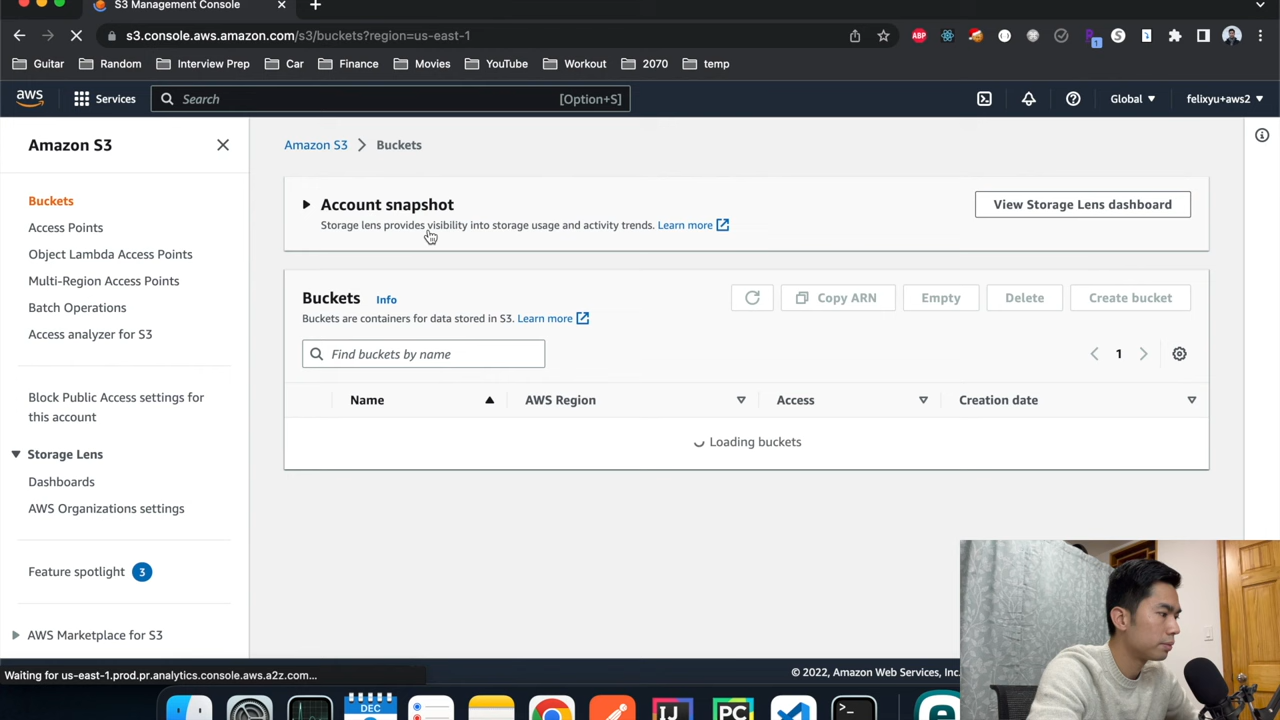 S3 Management Console
s3.console.aws.amazon.com/s3/buckets?region=us-east-1
ABP
1
Guitar
Random
Interview Prep
Car
Finance
Movies
YouTube
Workout
2070
temp
aws
Services
Search
[Option+S]
Global
felixyu+aws2
Amazon S3
Buckets
Access Points
Object Lambda Access Points
Multi-Region Access Points
Batch Operations
Access analyzer for S3
Block Public Access settings for
this account
Storage Lens
Dashboards
AWS Organizations settings
Feature spotlight 3
AWS Marketplace for S3
Amazon S3 > Buckets
Account snapshot
Storage lens provides visibility into storage usage and activity trends. Learn more
View Storage Lens dashboard
Buckets Info
Buckets are containers for data stored in S3. Learn more
Copy ARN
Empty
Delete
Create bucket
Find buckets by name
1
Name
AWS Region
Access
Creation date
Loading buckets
Waiting for us-east-1.prod.pr.analytics.console.aws.a2z.com...
© 2022, Amazon Web Services, Inc.
DEC
IJ
PC